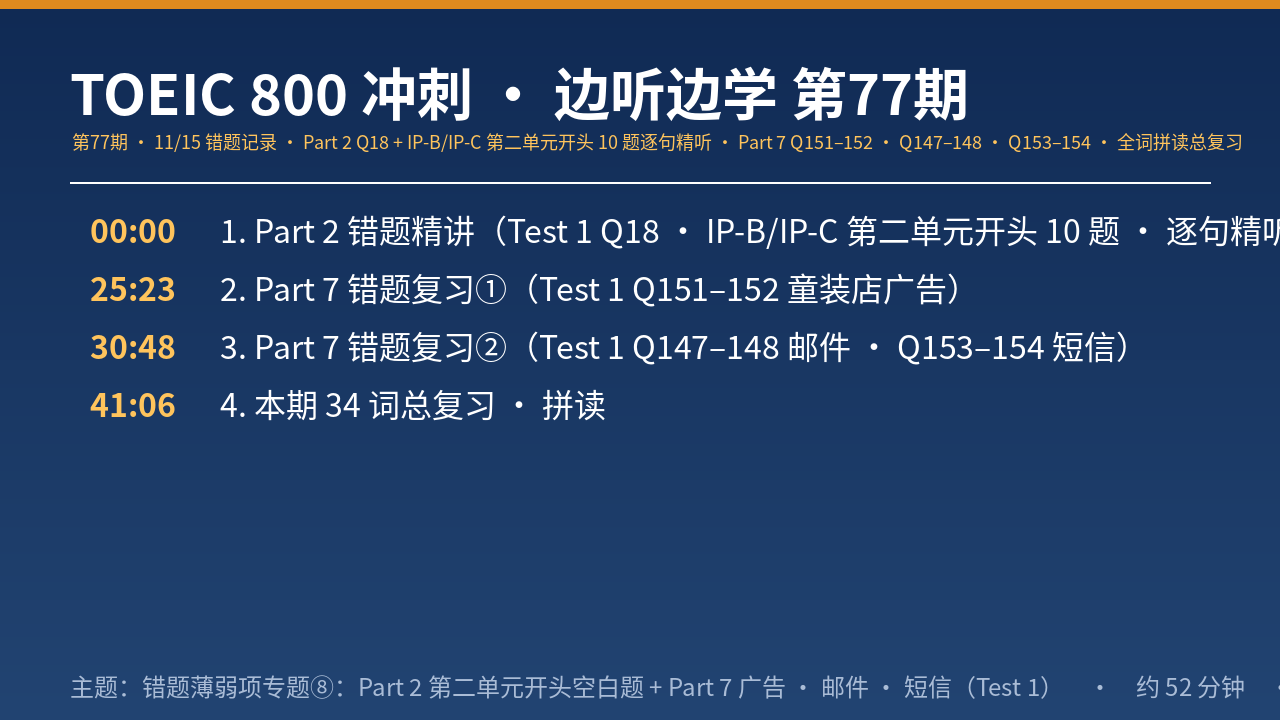 TOEIC 800 冲刺 · 边听边学 第77期
第77期 · 11/15 错题记录 · Part 2 Q18 + IP-B/IP-C 第二单元开头 10 题逐句精听 · Part 7 Q151–152 · Q147–148 · Q153–154 · 全词拼读总复习
00:00 1. Part 2 错题精讲（Test 1 Q18 · IP-B/IP-C 第二单元开头 10 题 · 逐句精听
25:23 2. Part 7 错题复习①（Test 1 Q151–152 童装店广告）
30:48 3. Part 7 错题复习②（Test 1 Q147–148 邮件 · Q153–154 短信）
41:06 4. 本期 34 词总复习 · 拼读
主题：错题薄弱项专题⑧：Part 2 第二单元开头空白题 + Part 7 广告 · 邮件 · 短信（Test 1） · 约 52 分钟 ·